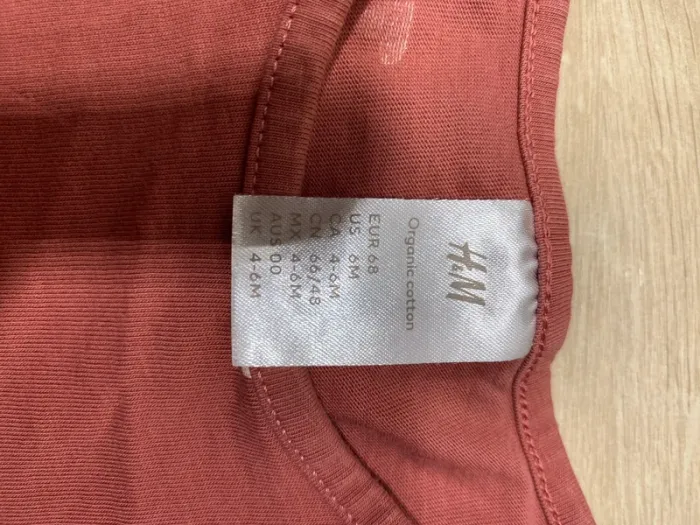 H&M
Organic cotton
EUR 68
US 6M
CA 4-6M
CN 66/48
MX 4-6M
AUS 00
UK 4-6M